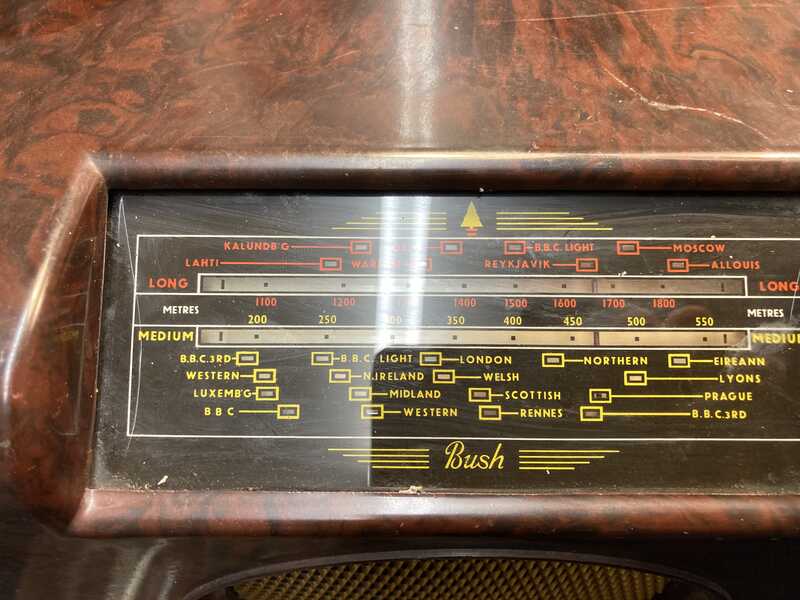 KALUNDB'G B.B.C. LIGHT MOSCOW
LAHTI REYKJAVIK ALLOUIS
LONG LONG
METRES 1100 1200 1400 1500 1600 1700 1800 METRES
200 250 300 350 400 450 500 550
MEDIUM MEDIUM
B.B.C.3RD B.B.C. LIGHT LONDON NORTHERN EIREANN
WESTERN N.IRELAND WELSH LYONS
LUXEMB'G MIDLAND SCOTTISH PRAGUE
B B C WESTERN RENNES B.B.C.3RD
Bush